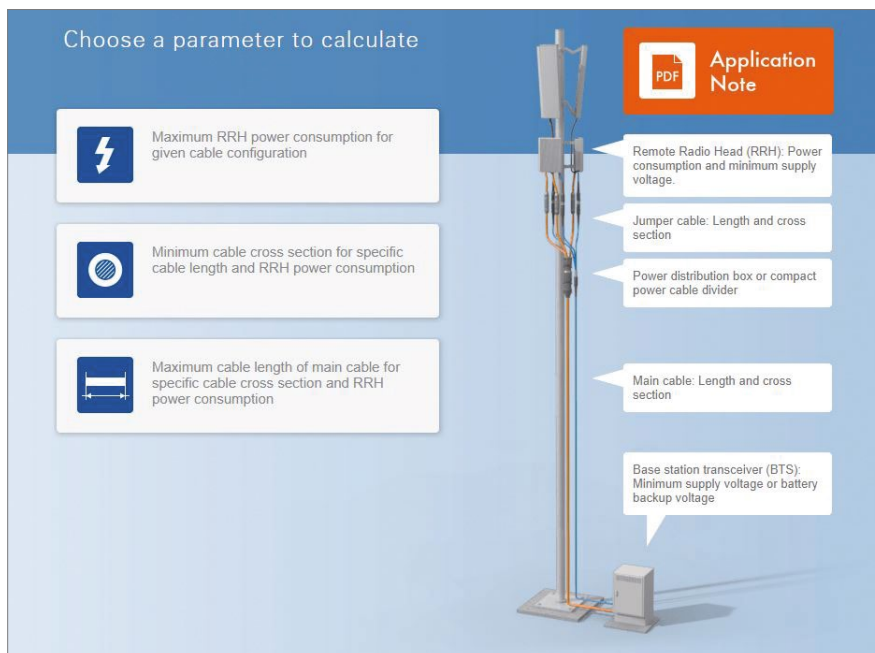 Choose a parameter to calculate
Maximum RRH power consumption for
given cable configuration
Minimum cable cross section for specific
cable length and RRH power consumption
Maximum cable length of main cable for
specific cable cross section and RRH
power consumption
PDF
Application
Note
Remote Radio Head (RRH): Power
consumption and minimum supply
voltage.
Jumper cable: Length and cross
section
Power distribution box or compact
power cable divider
Main cable: Length and cross
section
Base station transceiver (BTS):
Minimum supply voltage or battery
backup voltage